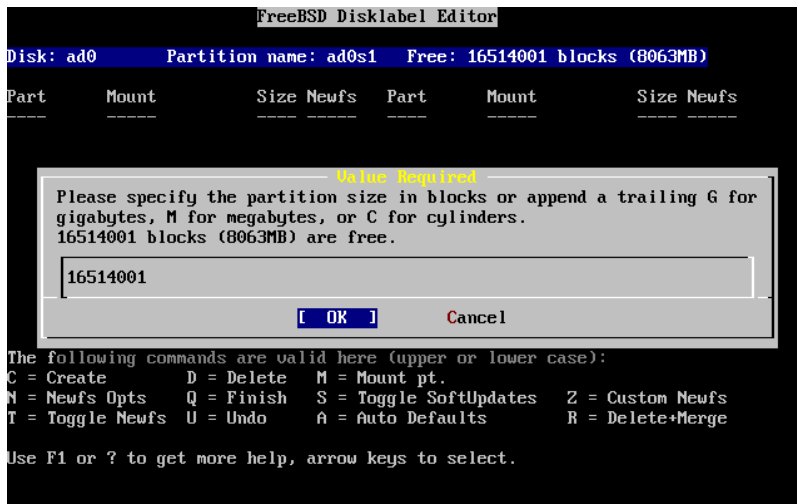 FreeBSD Disklabel Editor
Disk: ad0 Partition name: ad0s1 Free: 16514001 blocks (8063MB)
Part Mount Size Newfs Part Mount Size Newfs
---- ----- ---- ----- ---- ----- ---- -----
Value Required
Please specify the partition size in blocks or append a trailing G for
gigabytes, M for megabytes, or C for cylinders.
16514001 blocks (8063MB) are free.
16514001
[ OK ] Cancel
The following commands are valid here (upper or lower case):
C = Create D = Delete M = Mount pt.
N = Newfs Opts Q = Finish S = Toggle SoftUpdates Z = Custom Newfs
T = Toggle Newfs U = Undo A = Auto Defaults R = Delete+Merge
Use F1 or ? to get more help, arrow keys to select.